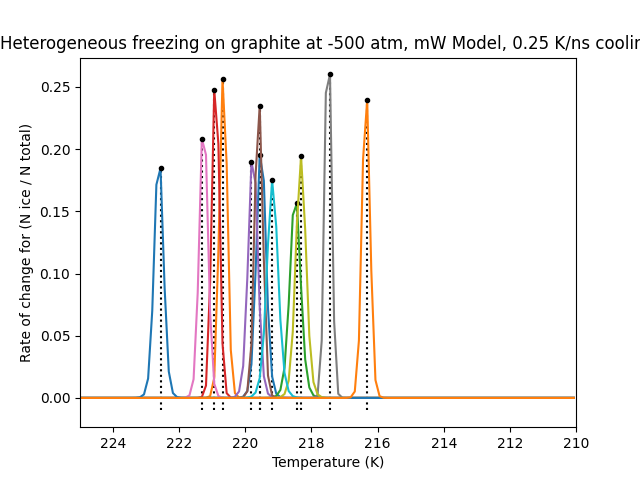 Heterogeneous freezing on graphite at -500 atm, mW Model, 0.25 K/ns
Rate of change for (N ice / N total)
0.25
0.20
0.15
0.10
0.05
0.00
224 222 220 218 216 214 212 210
Temperature (K)